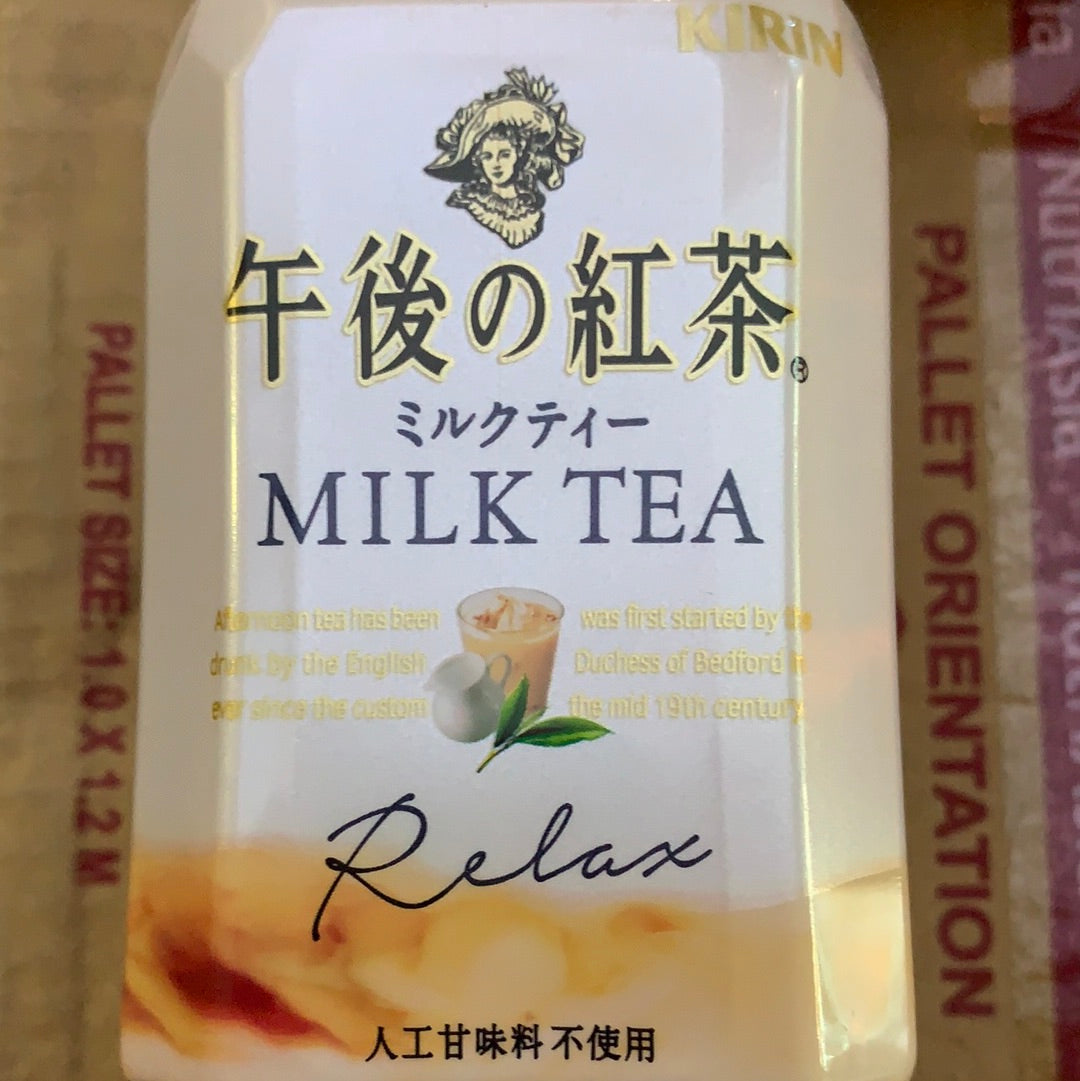 KIRIN
午後の紅茶®
ミルクティー
MILK TEA
Afternoon tea has been
drunk by the English
ever since the custom
was first started by the
Duchess of Bedford in
the mid 19th century
Relax
人工甘味料 不使用
PALLET SIZE: 1.0 X 1.2 M
PALLET ORIENTATION
NutritAsia